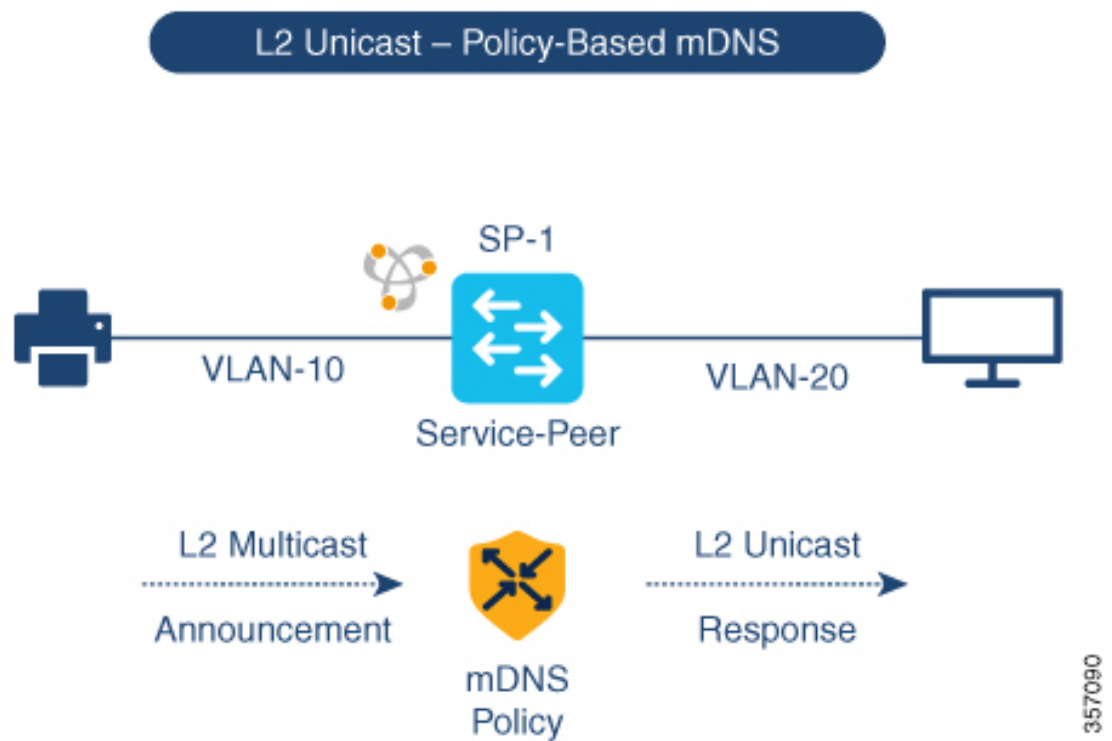 L2 Unicast – Policy-Based mDNS
SP-1
VLAN-10
VLAN-20
Service-Peer
L2 Multicast
Announcement
mDNS
Policy
L2 Unicast
Response
357090